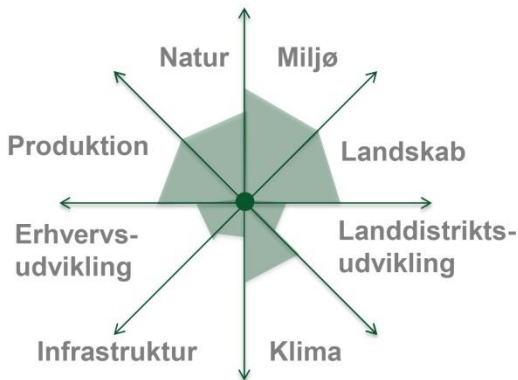 Natur
Miljø
Produktion
Landskab
Erhvervs-
udvikling
Landdistrikts-
udvikling
Infrastruktur
Klima